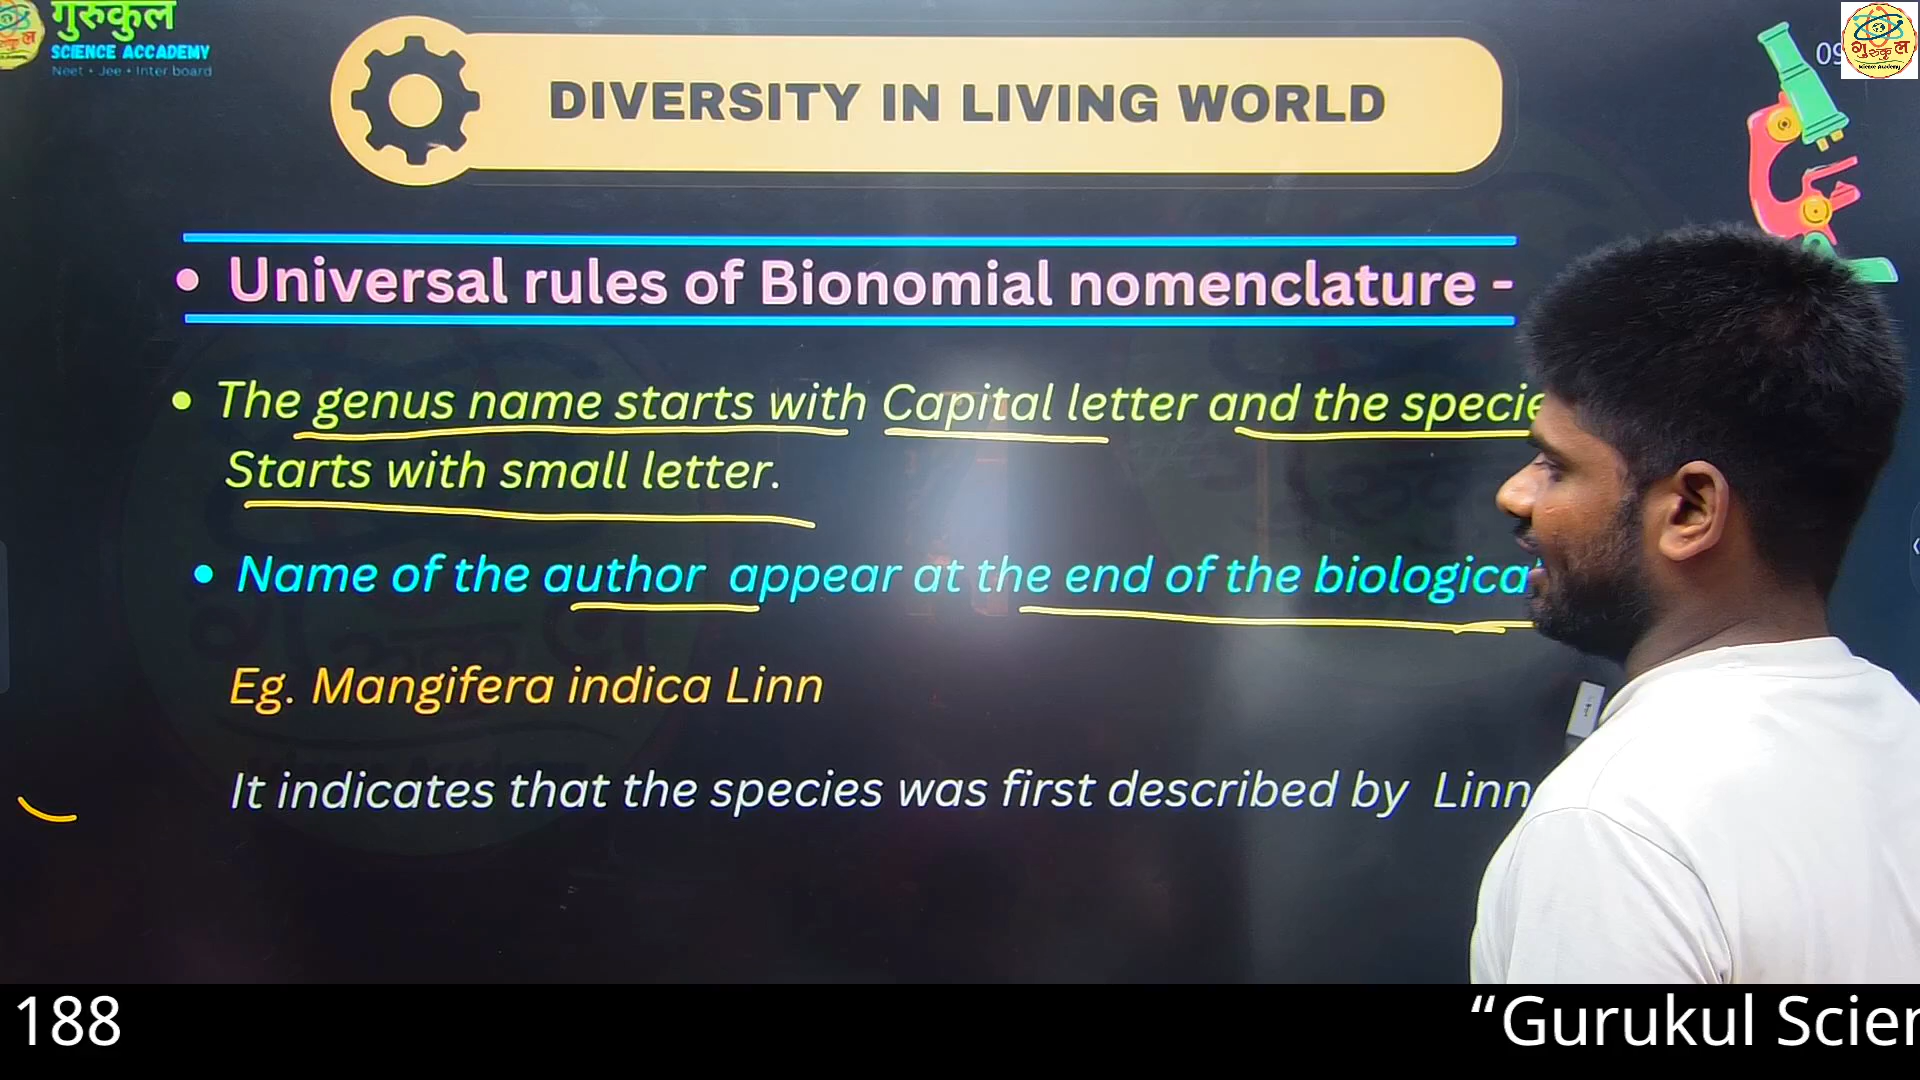 गुरुकुल
SCIENCE ACCADEMY
Neet • Jee • Inter board
DIVERSITY IN LIVING WORLD
09
• Universal rules of Bionomial nomenclature -
• The genus name starts with Capital letter and the specie
Starts with small letter.
• Name of the author appear at the end of the biologica
Eg. Mangifera indica Linn
It indicates that the species was first described by Linn
188
“Gurukul Scien